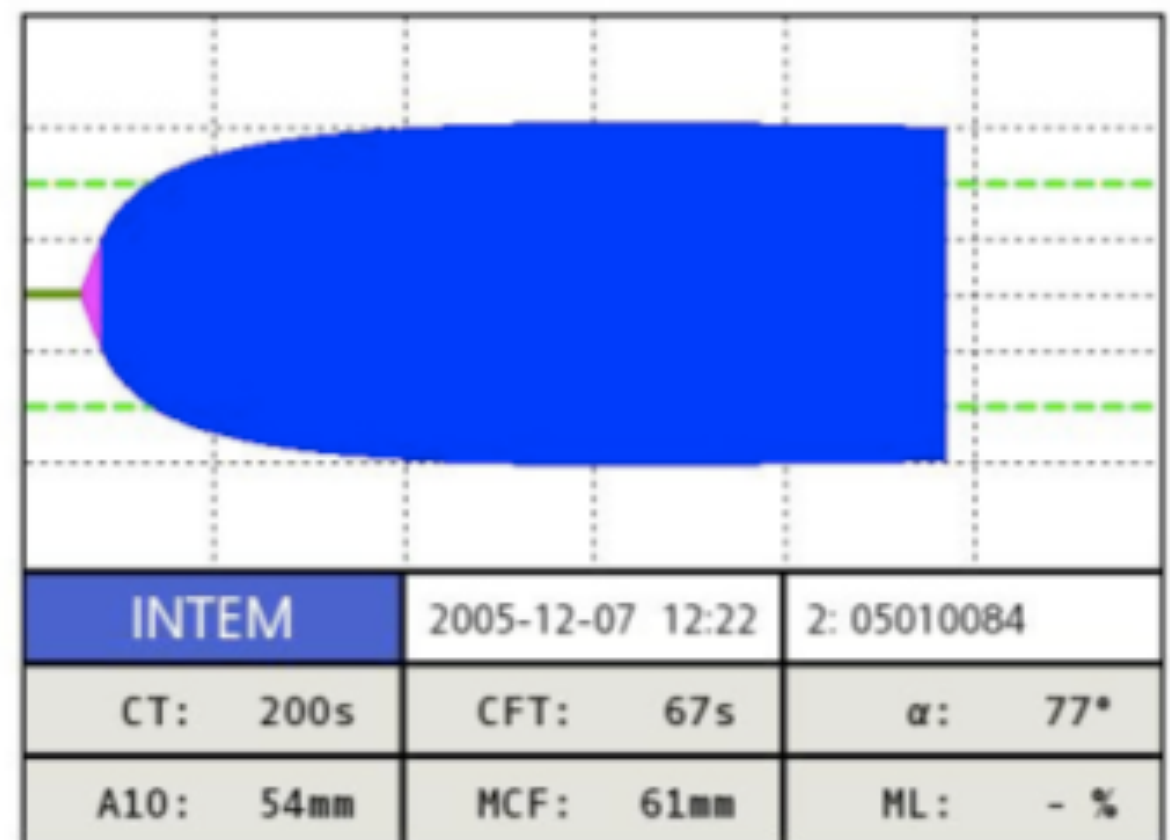 INTEM 2005-12-07 12:22 2: 05010084
CT: 200s CFT: 67s α: 77°
A10: 54mm MCF: 61mm ML: - %